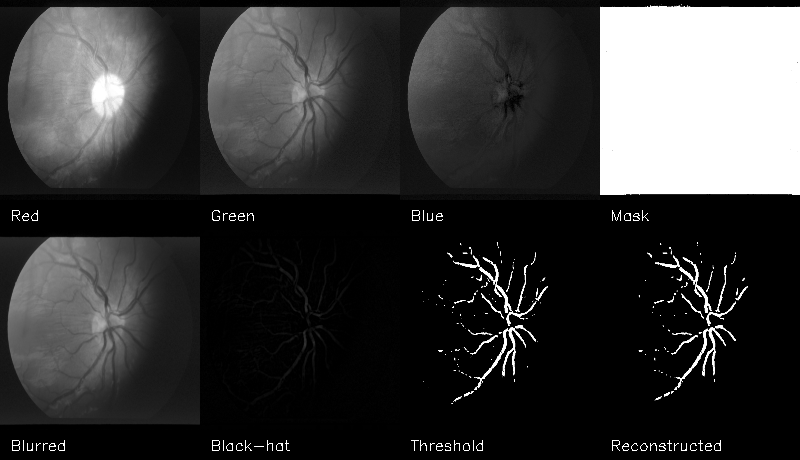 Red
Green
Blue
Mask
Blurred
Black-hat
Threshold
Reconstructed